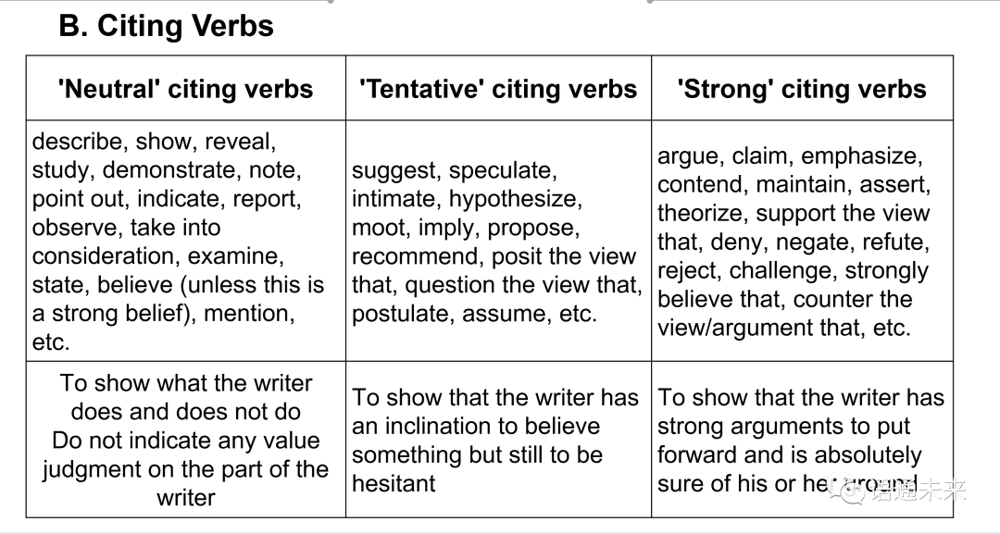 B. Citing Verbs
'Neutral' citing verbs
'Tentative' citing verbs
'Strong' citing verbs
describe, show, reveal,
study, demonstrate, note,
point out, indicate, report,
observe, take into
consideration, examine,
state, believe (unless this is
a strong belief), mention,
etc.
suggest, speculate,
intimate, hypothesize,
moot, imply, propose,
recommend, posit the view
that, question the view that,
postulate, assume, etc.
argue, claim, emphasize,
contend, maintain, assert,
theorize, support the view
that, deny, negate, refute,
reject, challenge, strongly
believe that, counter the
view/argument that, etc.
To show what the writer
does and does not do
Do not indicate any value
judgment on the part of the
writer
To show that the writer has
an inclination to believe
something but still to be
hesitant
To show that the writer has
strong arguments to put
forward and is absolutely
sure of his or her ground
语通未来